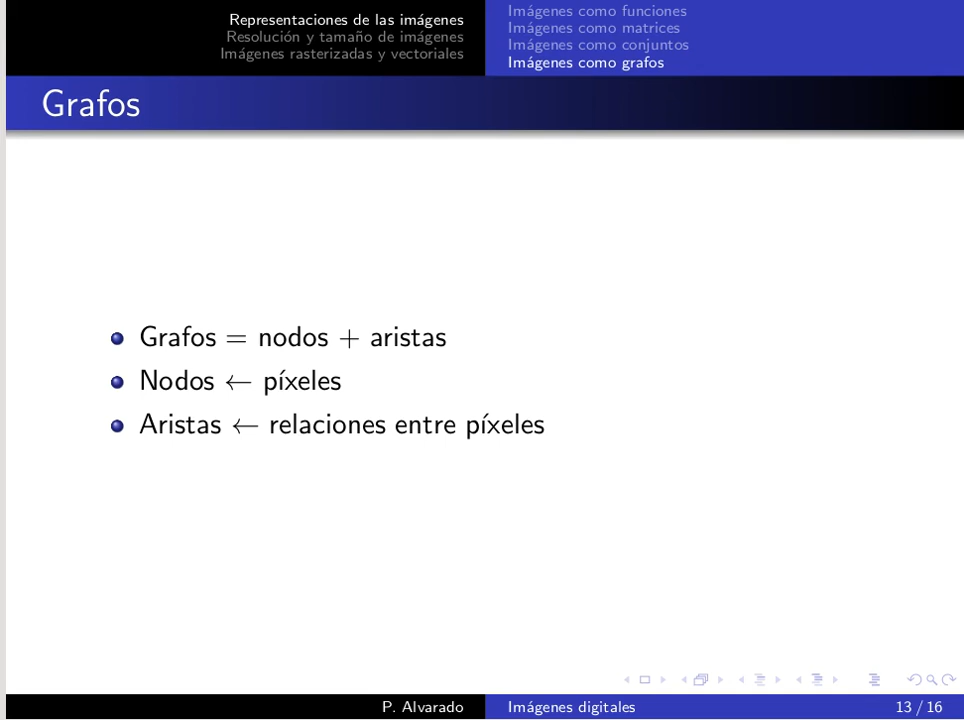 Representaciones de las imágenes
Resolución y tamaño de imágenes
Imágenes rasterizadas y vectoriales
Imágenes como funciones
Imágenes como matrices
Imágenes como conjuntos
Imágenes como grafos
Grafos
Grafos = nodos + aristas
Nodos ← píxeles
Aristas ← relaciones entre píxeles
P. Alvarado
Imágenes digitales
13 / 16